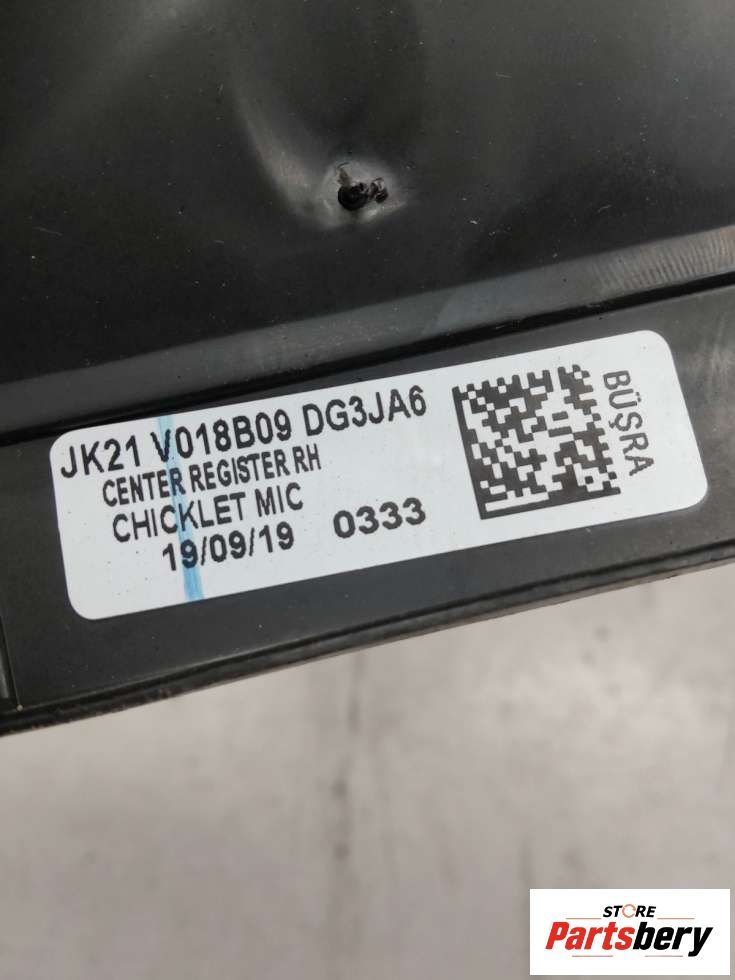 JK21 V018B09 DG3JA6
CENTER REGISTER RH
CHICKLET MIC
19/09/19 0333
BÜŞRA
STORE
Partsbery